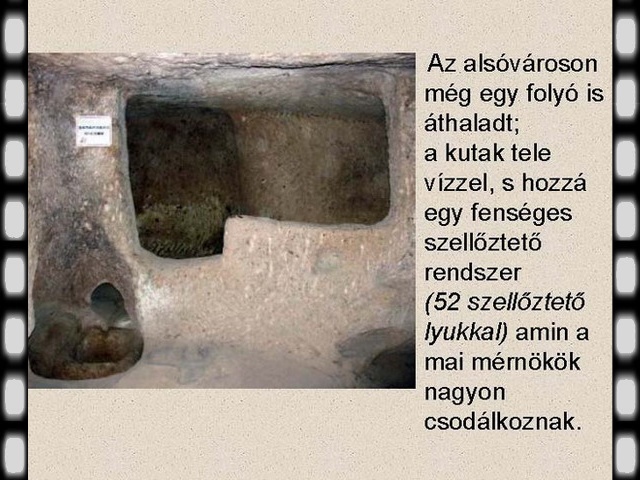 Az alsóvároson
még egy folyó is
áthaladt;
a kutak tele
vízzel, s hozzá
egy fenséges
szellőztető
rendszer
(52 szellőztető
lyukkal) amin a
mai mérnökök
nagyon
csodálkoznak.